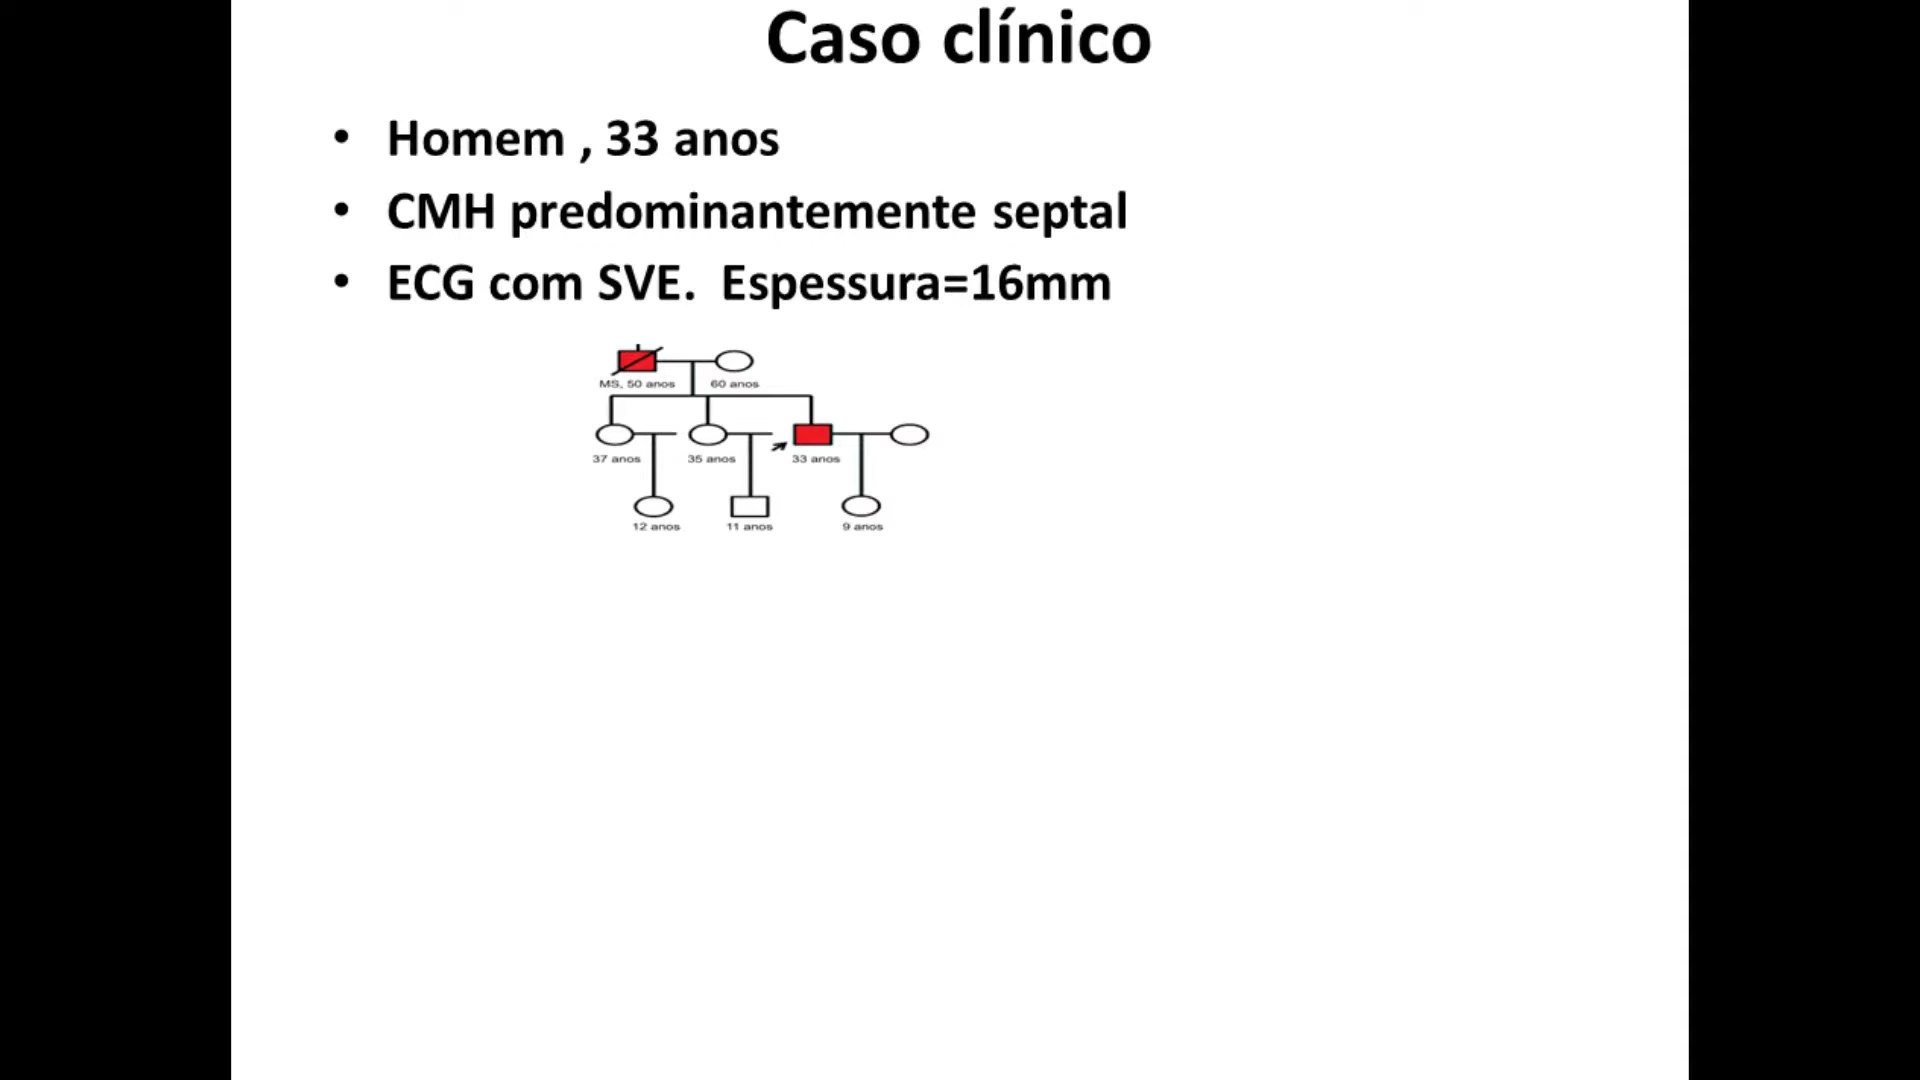 Caso clínico
• Homem , 33 anos
• CMH predominantemente septal
• ECG com SVE.  Espessura=16mm
MS, 50 anos 60 anos
37 anos 35 anos 33 anos
12 anos 11 anos 9 anos